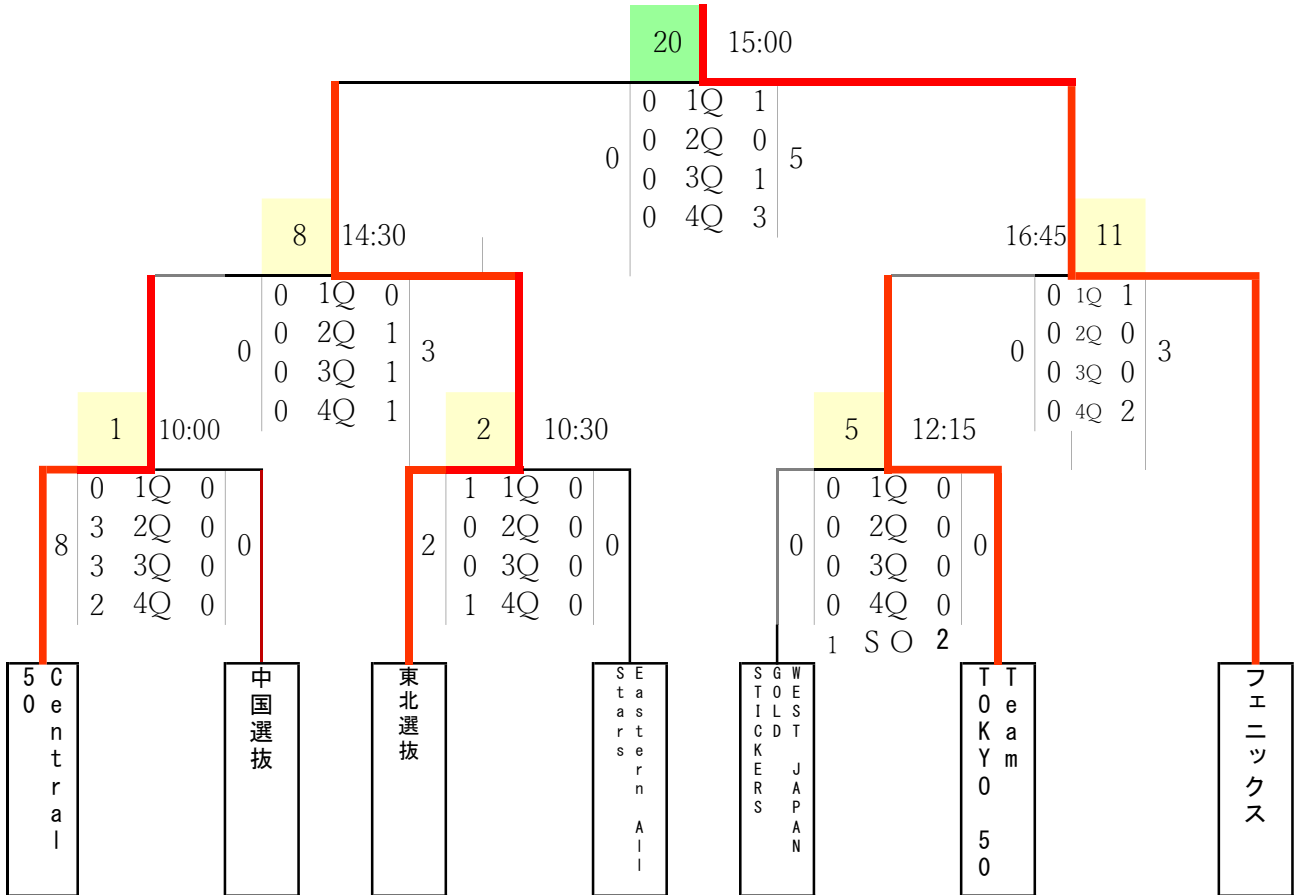 20 15:00
0 1Q 1
0 2Q 0
0 5
0 3Q 1
0 4Q 3
8 14:30
16:45 11
0 1Q 0
0 2Q 1
0 3
0 3Q 1
0 4Q 1
0 1Q 1
0 2Q 0
0 3
0 3Q 0
0 4Q 2
1 10:00
2 10:30
5 12:15
0 1Q 0
3 2Q 0
8 0
3 3Q 0
2 4Q 0
1 1Q 0
0 2Q 0
2 0
0 3Q 0
1 4Q 0
0 1Q 0
0 2Q 0
0 0
0 3Q 0
0 4Q 0
1 SO 2
Central
50
中国選抜
東北選抜
Eastern All
Stars
WEST JAPAN
GOLD
STICKERS
Team
TOKYO 50
フェニックス